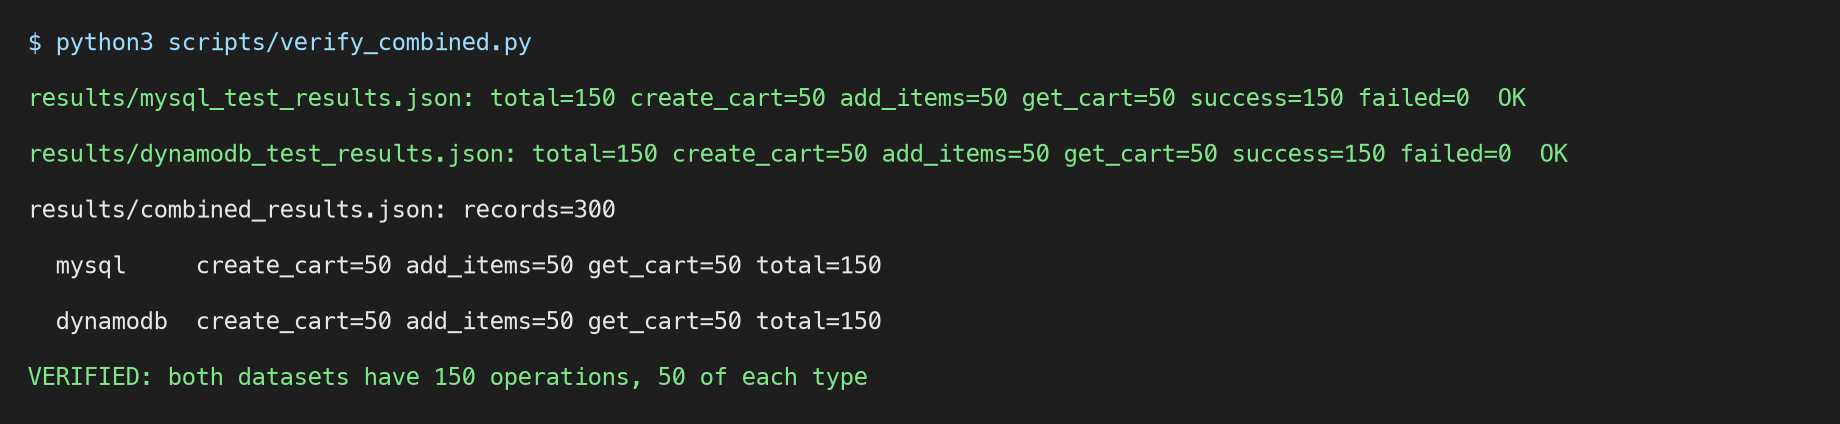 $ python3 scripts/verify_combined.py
results/mysql_test_results.json: total=150 create_cart=50 add_items=50 get_cart=50 success=150 failed=0  OK
results/dynamodb_test_results.json: total=150 create_cart=50 add_items=50 get_cart=50 success=150 failed=0  OK
results/combined_results.json: records=300
  mysql     create_cart=50 add_items=50 get_cart=50 total=150
  dynamodb  create_cart=50 add_items=50 get_cart=50 total=150
VERIFIED: both datasets have 150 operations, 50 of each type